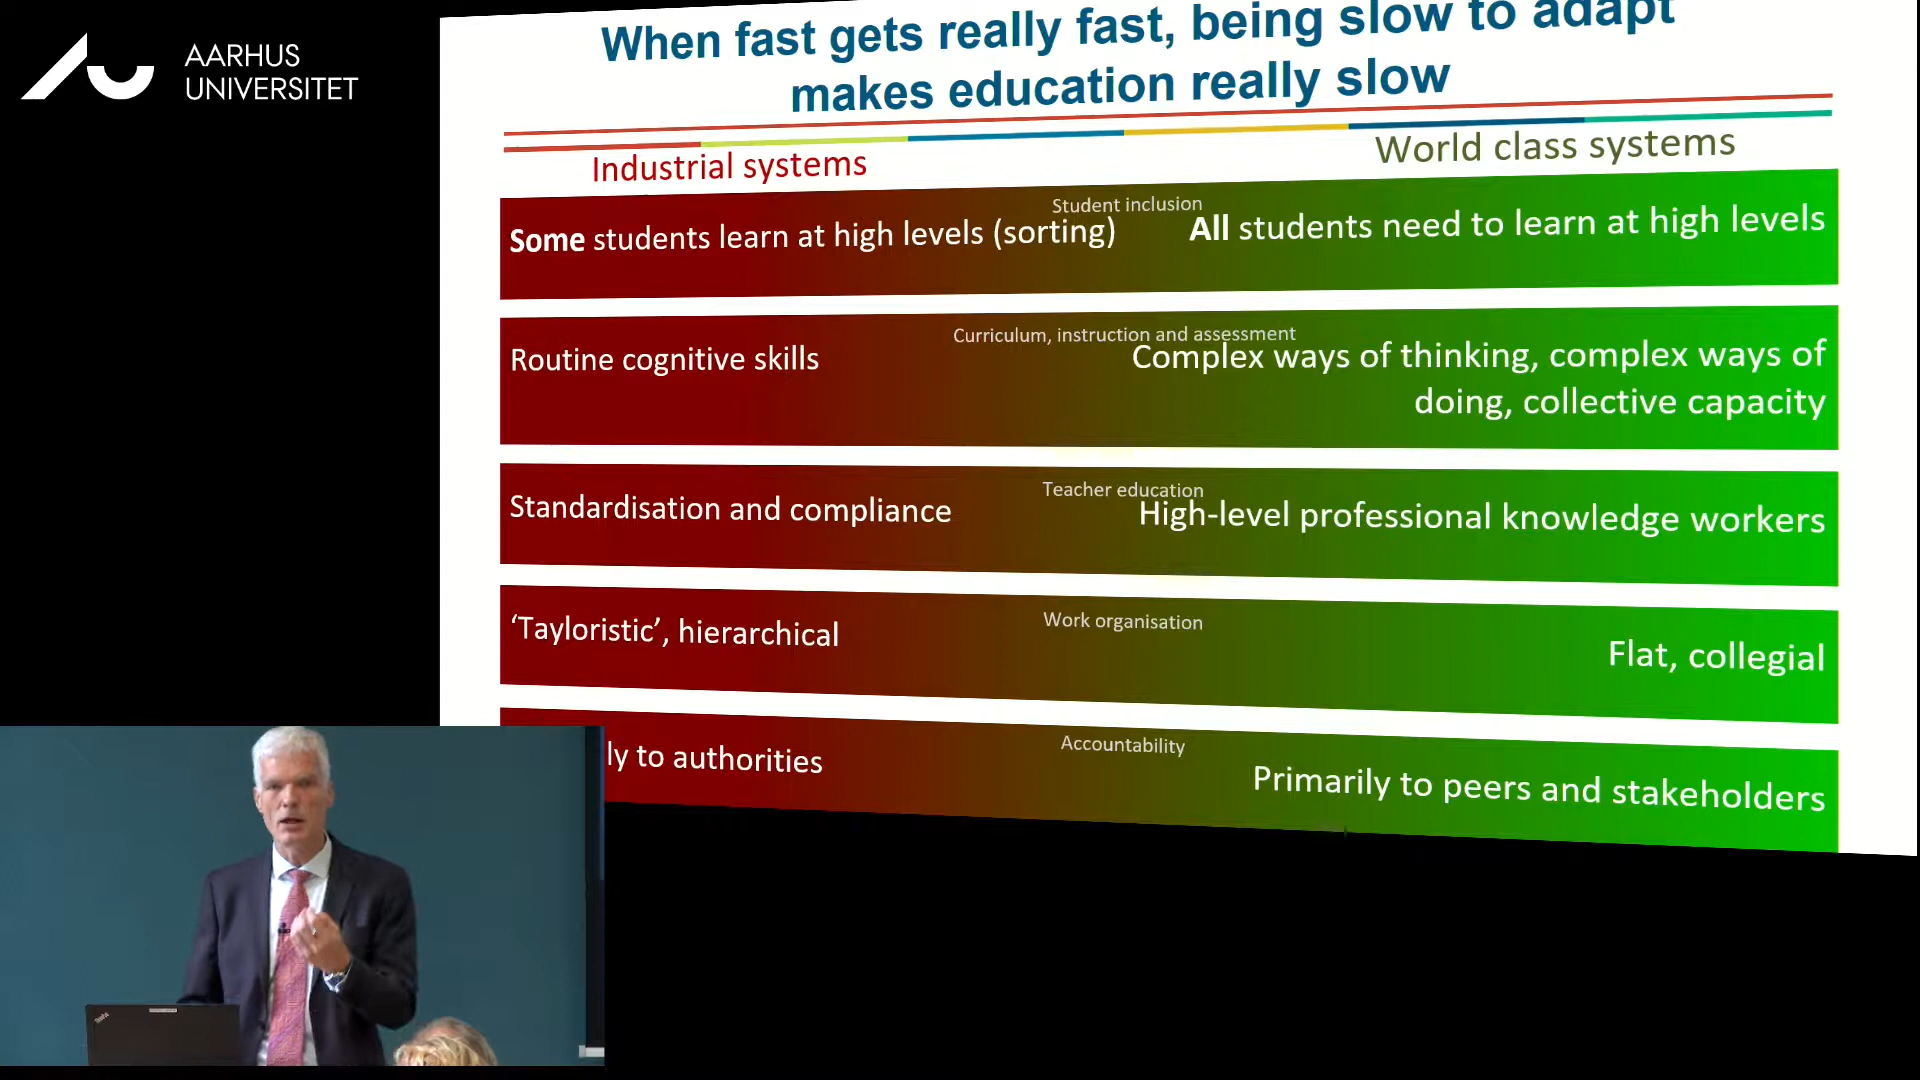 AARHUS
UNIVERSITET
When fast gets really fast, being slow to adapt
makes education really slow
Industrial systems
World class systems
Student inclusion
Some students learn at high levels (sorting)
All students need to learn at high levels
Curriculum, instruction and assessment
Routine cognitive skills
Complex ways of thinking, complex ways of
doing, collective capacity
Teacher education
Standardisation and compliance
High-level professional knowledge workers
Work organisation
‘Tayloristic’, hierarchical
Flat, collegial
Accountability
ly to authorities
Primarily to peers and stakeholders
ThinkPad